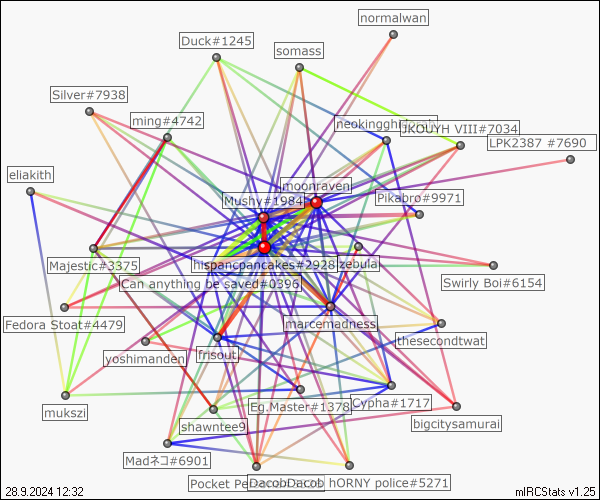 normalwan
Duck#1245
somass
Silver#7938
ming#4742
JKOUYH VIII#7034
LPK2387 #7690
eliakith
moonraven
Mushy#1984
Pikabro#9971
Majestic#3375
hispancpancakes#2928
zebula
Can anything be saved#0396
Swirly Boi#6154
Fedora Stoat#4479
marcemadness
yoshimanden
frisout
thesecondtwat
mukszi
Eg.Master#1378
Cypha#1717
bigcitysamurai
shawntee9
Madネコ#6901
Pocket
hORNY police#5271
28.9.2024 12:32
mIRCStats v1.25